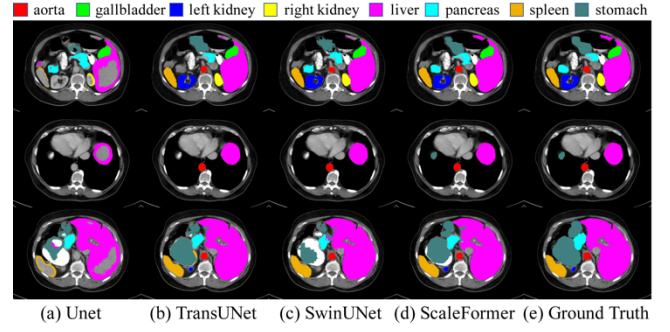 aorta gallbladder left kidney right kidney liver pancreas spleen stomach
(a) Unet (b) TransUNet (c) SwinUNet (d) ScaleFormer (e) Ground Truth